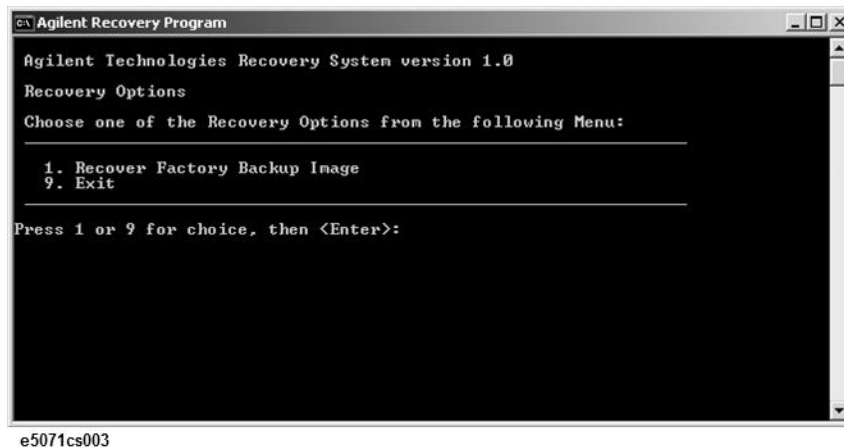 Agilent Recovery Program
Agilent Technologies Recovery System version 1.0
Recovery Options
Choose one of the Recovery Options from the following Menu:
1. Recover Factory Backup Image
9. Exit
Press 1 or 9 for choice, then <Enter>:
e5071cs003